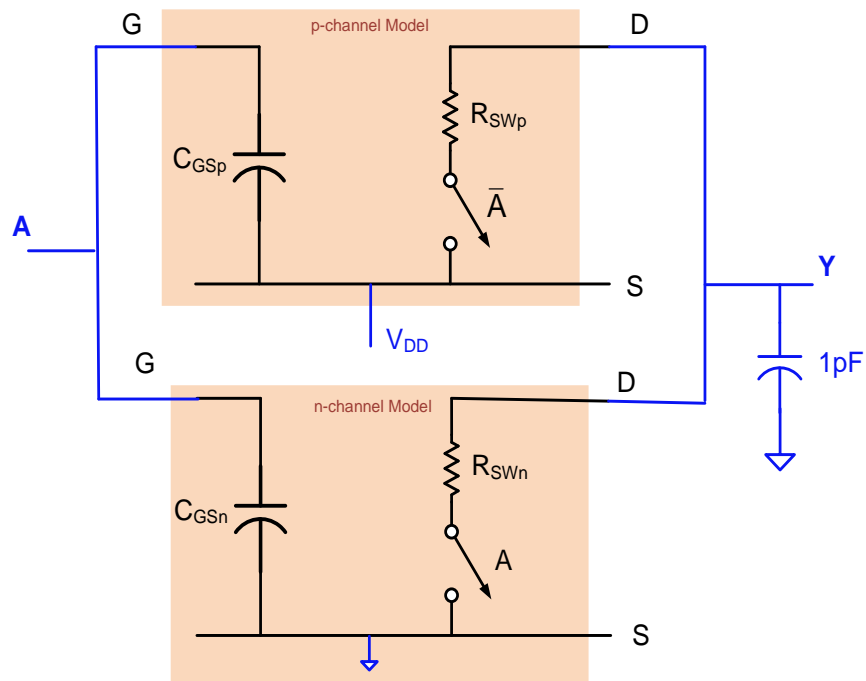 G
p-channel Model
D
R_SWp
C_GSp
A̅
A
S
Y
V_DD
G
1pF
D
n-channel Model
R_SWn
C_GSn
A
S